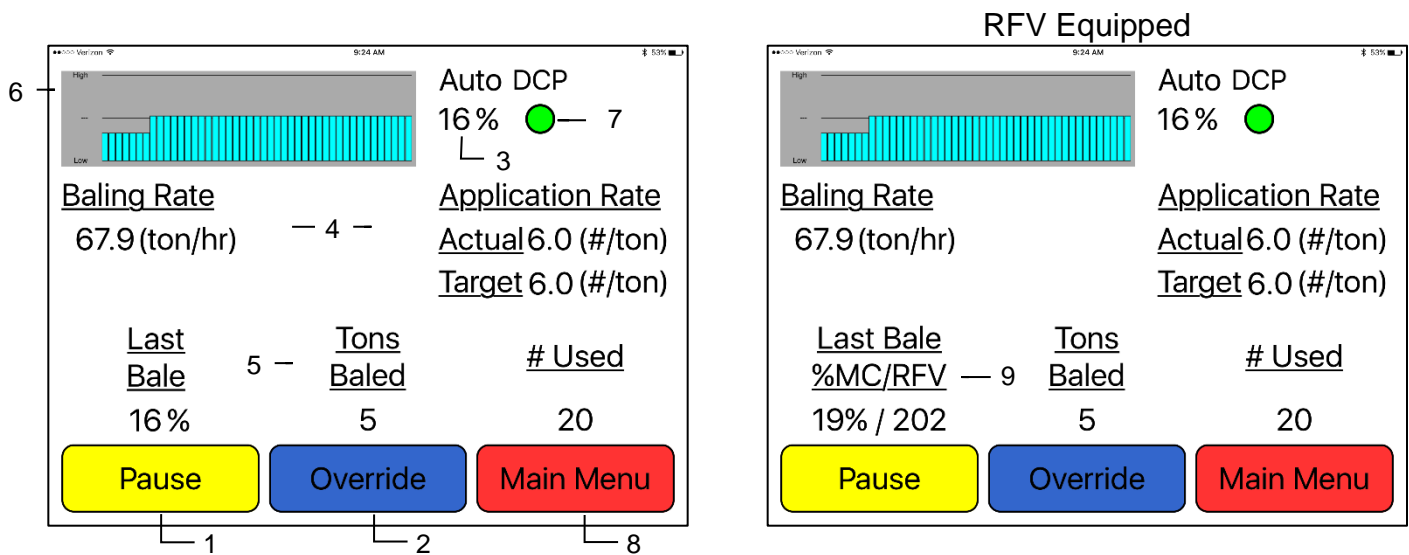 RFV Equipped
●●○○○ Verizon 9:24 AM 53%
High
—
Low
Auto DCP
16 %
6
7
3
Baling Rate
67.9 (ton/hr)
4
Application Rate
Actual 6.0 (#/ton)
Target 6.0 (#/ton)
Last
Bale
16 %
5
Tons
Baled
5
# Used
20
Pause
Override
Main Menu
1
2
8
●●○○○ Verizon 9:24 AM 53%
High
—
Low
Auto DCP
16 %
Baling Rate
67.9 (ton/hr)
Application Rate
Actual 6.0 (#/ton)
Target 6.0 (#/ton)
Last Bale
%MC/RFV
19% / 202
9
Tons
Baled
5
# Used
20
Pause
Override
Main Menu